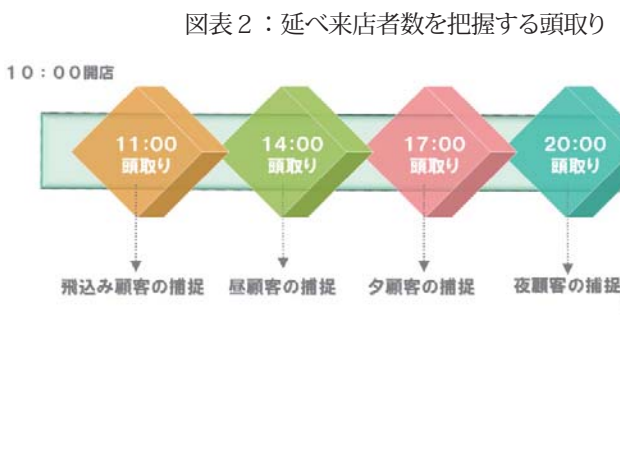 図表２：延べ来店者数を把握する頭取り
１０：００開店
11:00
頭取り
14:00
頭取り
17:00
頭取り
20:00
頭取り
飛込み顧客の捕捉
昼顧客の捕捉
夕顧客の捕捉
夜顧客の捕捉